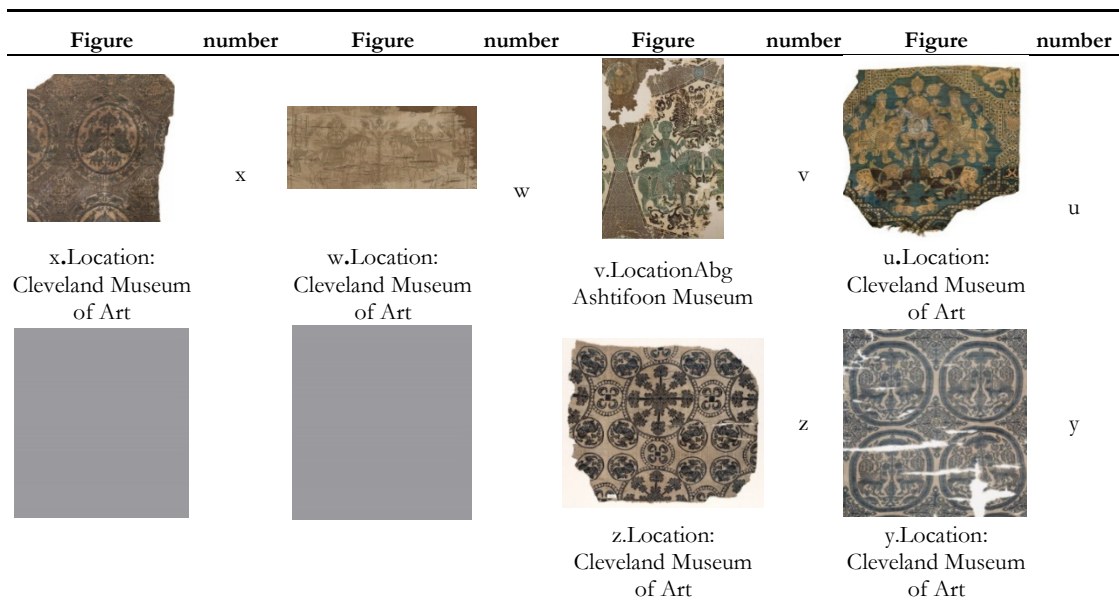 Figure number Figure number Figure number Figure number
x w v u
x.Location:
Cleveland Museum
of Art
w.Location:
Cleveland Museum
of Art
v.LocationAbg
Ashtifoon Museum
u.Location:
Cleveland Museum
of Art
z y
z.Location:
Cleveland Museum
of Art
y.Location:
Cleveland Museum
of Art